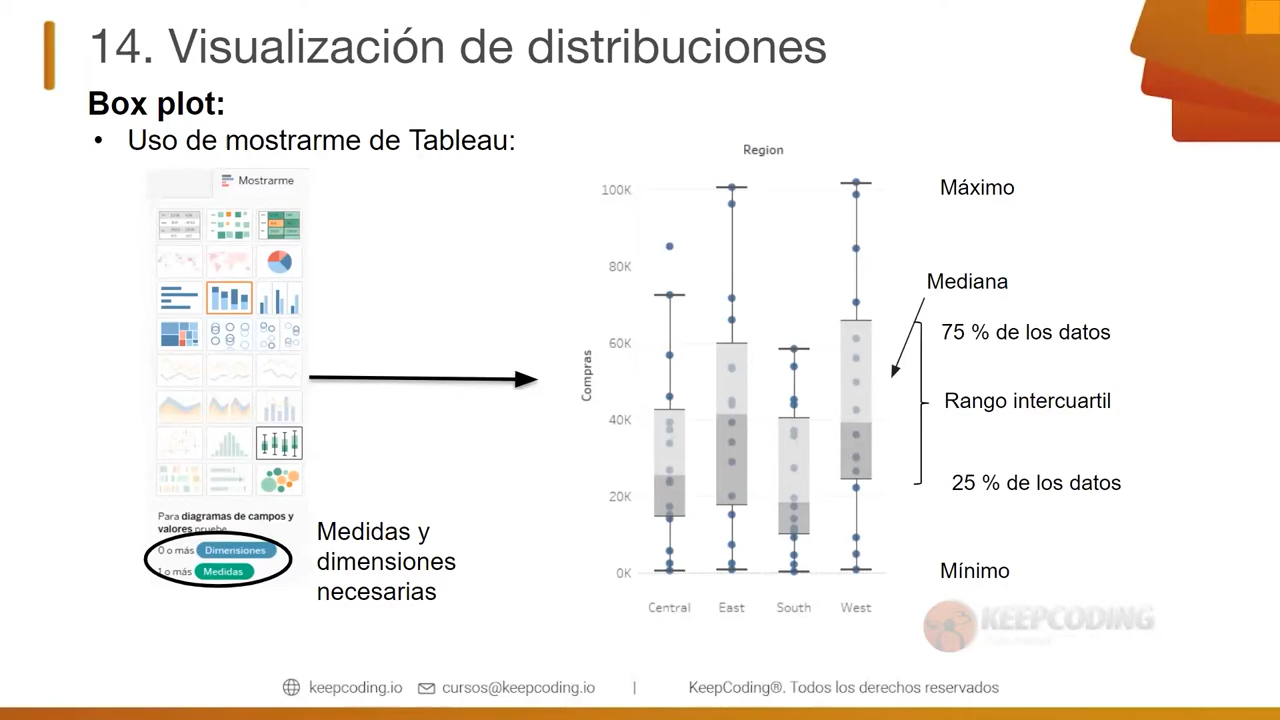 14. Visualización de distribuciones
Box plot:
• Uso de mostrarme de Tableau:
Mostrarme
Para diagramas de campos y
valores pruebe
0 o más Dimensiones
1 o más Medidas
Medidas y
dimensiones
necesarias
Region
Compras
100K
80K
60K
40K
20K
0K
Central East South West
Máximo
Mediana
75 % de los datos
Rango intercuartil
25 % de los datos
Mínimo
KEEPCODING
keepcoding.io cursos@keepcoding.io | KeepCoding®. Todos los derechos reservados